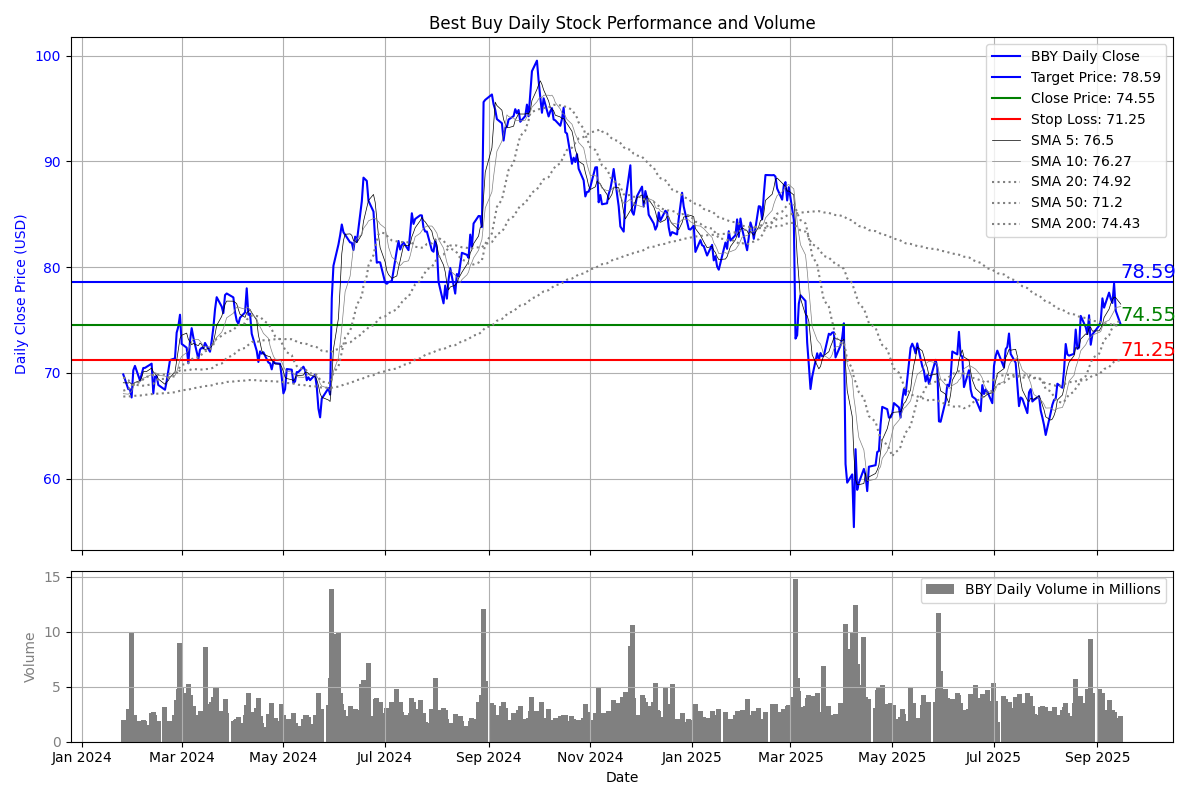 Best Buy Daily Stock Performance and Volume
100
90
80
70
60
Daily Close Price (USD)
BBY Daily Close
Target Price: 78.59
Close Price: 74.55
Stop Loss: 71.25
SMA 5: 76.5
SMA 10: 76.27
SMA 20: 74.92
SMA 50: 71.2
SMA 200: 74.43
78.59
74.55
71.25
15
10
5
0
Volume
BBY Daily Volume in Millions
Jan 2024 Mar 2024 May 2024 Jul 2024 Sep 2024 Nov 2024 Jan 2025 Mar 2025 May 2025 Jul 2025 Sep 2025
Date